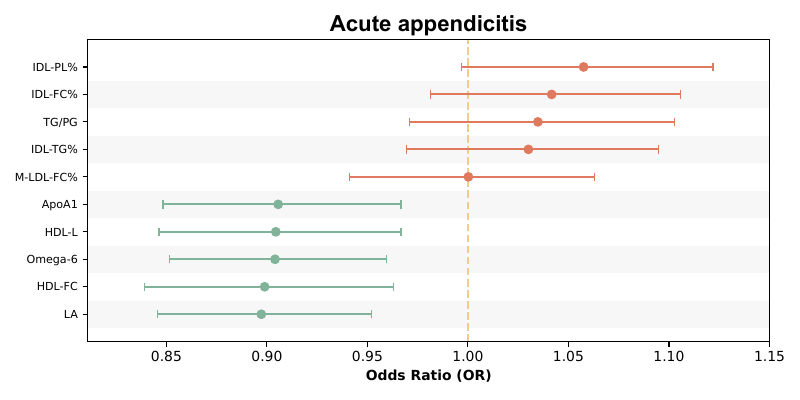 Acute appendicitis
IDL-PL%
IDL-FC%
TG/PG
IDL-TG%
M-LDL-FC%
ApoA1
HDL-L
Omega-6
HDL-FC
LA
0.85 0.90 0.95 1.00 1.05 1.10 1.15
Odds Ratio (OR)